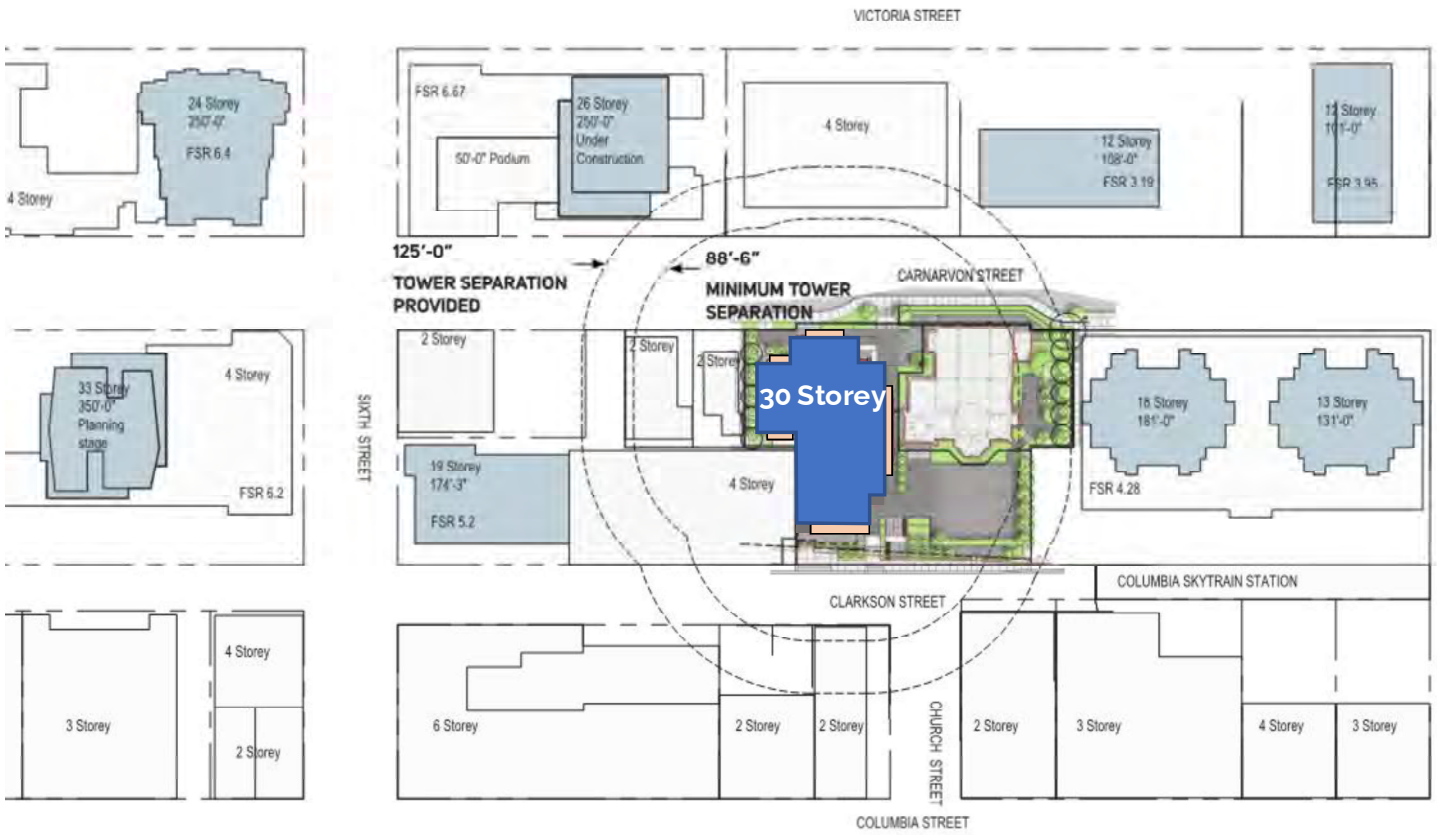 VICTORIA STREET
24 Storey
250'-0"
FSR 6.4
4 Storey
FSR 6.67
26 Storey
250'-0"
Under
Construction
50'-0" Podium
4 Storey
12 Storey
108'-0"
FSR 3.19
12 Storey
101'-0"
FSR 3.95
125'-0"
TOWER SEPARATION
PROVIDED
88'-6"
MINIMUM TOWER
SEPARATION
CARNARVON STREET
33 Storey
350'-0"
Planning
stage
4 Storey
FSR 6.2
SIXTH STREET
2 Storey
2 Storey
2 Storey
30 Storey
19 Storey
174'-3"
FSR 5.2
4 Storey
18 Storey
181'-0"
13 Storey
131'-0"
FSR 4.28
COLUMBIA SKYTRAIN STATION
CLARKSON STREET
3 Storey
4 Storey
2 Storey
6 Storey
2 Storey
2 Storey
CHURCH STREET
2 Storey
3 Storey
4 Storey
3 Storey
COLUMBIA STREET